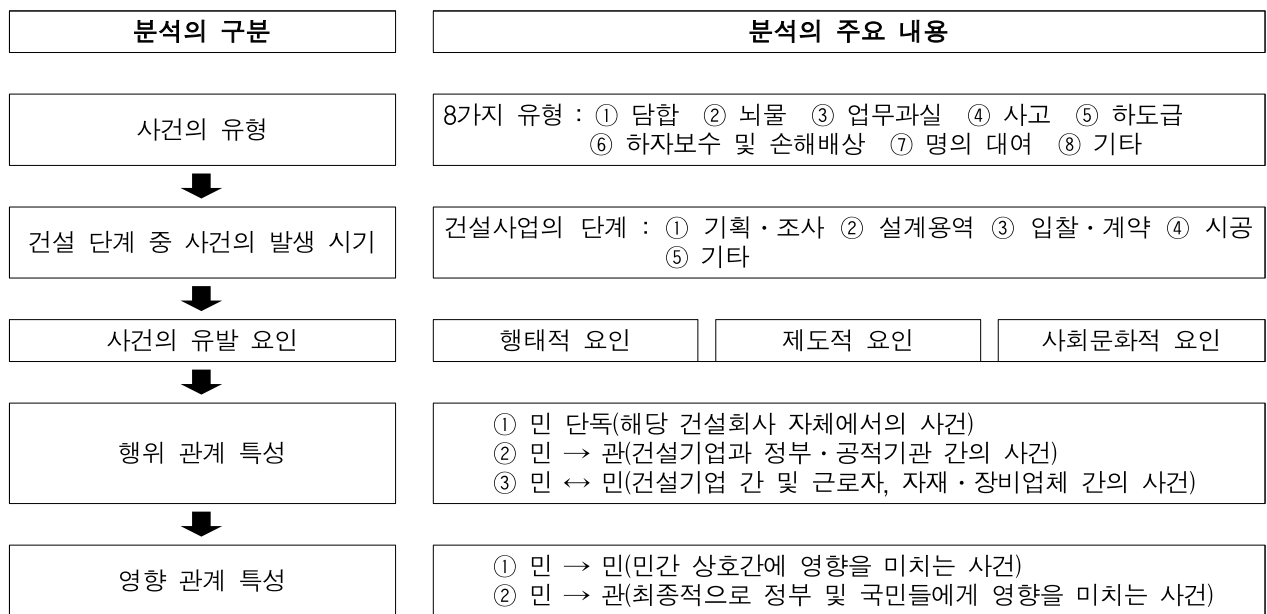 분석의 구분
분석의 주요 내용
사건의 유형
8가지 유형 : ① 담합 ② 뇌물 ③ 업무과실 ④ 사고 ⑤ 하도급
⑥ 하자보수 및 손해배상 ⑦ 명의 대여 ⑧ 기타
건설 단계 중 사건의 발생 시기
건설사업의 단계 : ① 기획・조사 ② 설계용역 ③ 입찰・계약 ④ 시공
⑤ 기타
사건의 유발 요인
행태적 요인
제도적 요인
사회문화적 요인
행위 관계 특성
① 민 단독(해당 건설회사 자체에서의 사건)
② 민 → 관(건설기업과 정부・공적기관 간의 사건)
③ 민 ↔ 민(건설기업 간 및 근로자, 자재・장비업체 간의 사건)
영향 관계 특성
① 민 → 민(민간 상호간에 영향을 미치는 사건)
② 민 → 관(최종적으로 정부 및 국민들에게 영향을 미치는 사건)